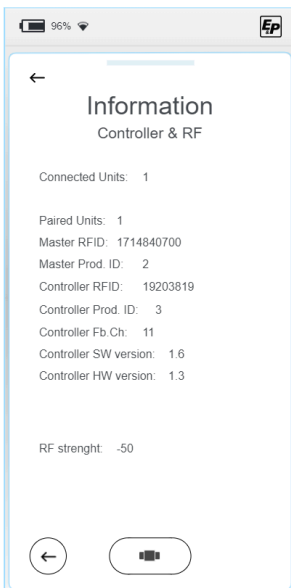 96%
EP
Information
Controller & RF
Connected Units: 1
Paired Units: 1
Master RFID: 1714840700
Master Prod. ID: 2
Controller RFID: 19203819
Controller Prod. ID: 3
Controller Fb.Ch: 11
Controller SW version: 1.6
Controller HW version: 1.3
RF strenght: -50